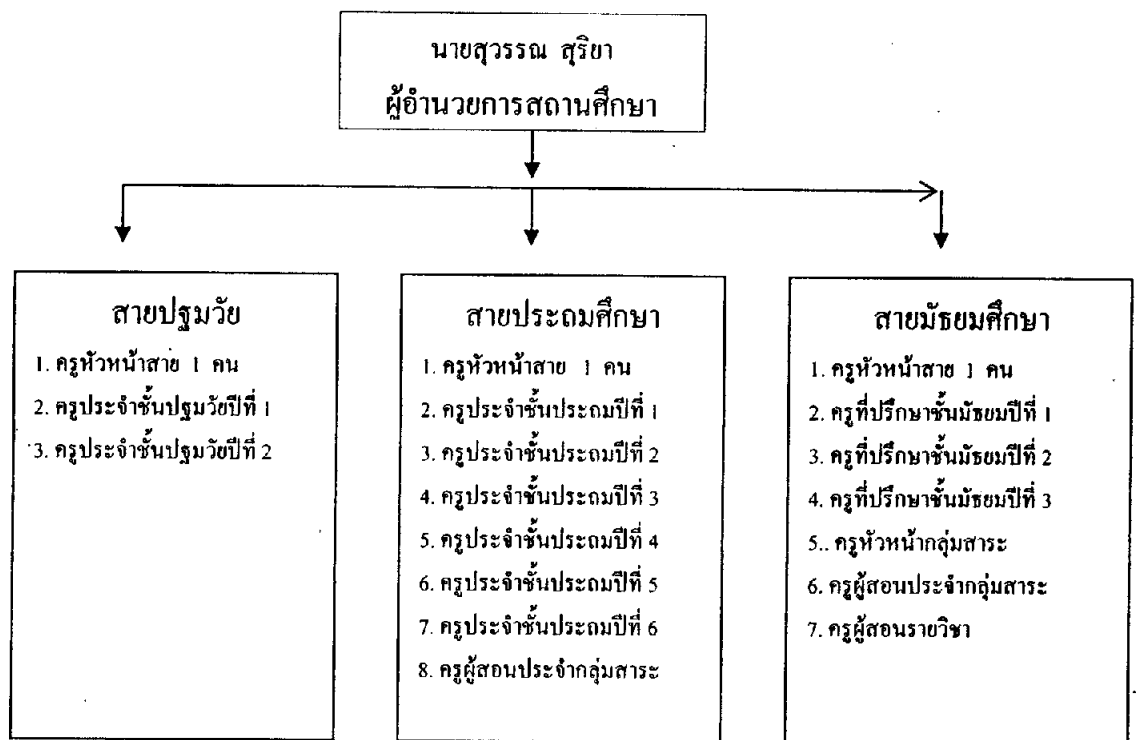 นายสุวรรณ สุริยา
ผู้อำนวยการสถานศึกษา
สายปฐมวัย
1. ครูหัวหน้าสาย 1 คน
2. ครูประจำชั้นปฐมวัยปีที่ 1
3. ครูประจำชั้นปฐมวัยปีที่ 2
สายประถมศึกษา
1. ครูหัวหน้าสาย 1 คน
2. ครูประจำชั้นประถมปีที่ 1
3. ครูประจำชั้นประถมปีที่ 2
4. ครูประจำชั้นประถมปีที่ 3
5. ครูประจำชั้นประถมปีที่ 4
6. ครูประจำชั้นประถมปีที่ 5
7. ครูประจำชั้นประถมปีที่ 6
8. ครูผู้สอนประจำกลุ่มสาระ
สายมัธยมศึกษา
1. ครูหัวหน้าสาย 1 คน
2. ครูที่ปรึกษาชั้นมัธยมปีที่ 1
3. ครูที่ปรึกษาชั้นมัธยมปีที่ 2
4. ครูที่ปรึกษาชั้นมัธยมปีที่ 3
5.. ครูหัวหน้ากลุ่มสาระ
6. ครูผู้สอนประจำกลุ่มสาระ
7. ครูผู้สอนรายวิชา